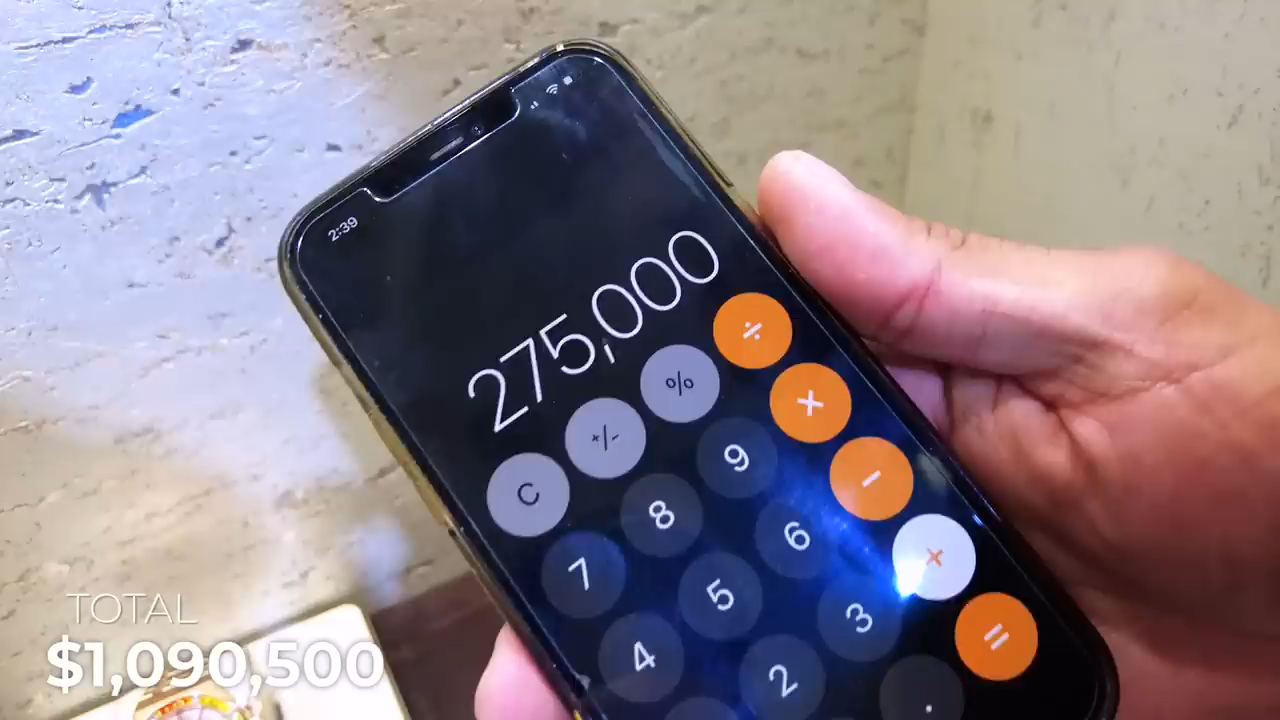 2:39
275,000
C +/- % ÷
7 8 9 ×
4 5 6 −
2 3 +
. =
TOTAL
$1,090,500